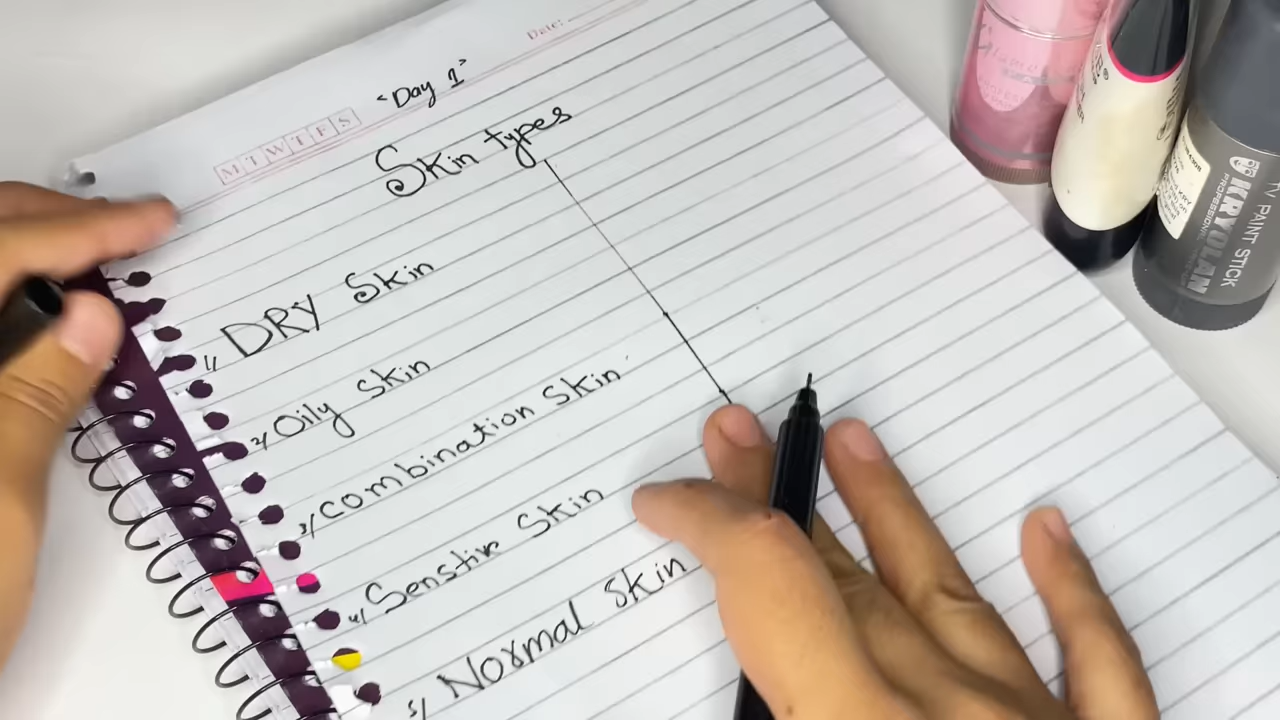 Date:
M T W T F S
"Day 1"
Skin types
1/ DRY Skin
2/ Oily skin
3/ combination skin
4/ Senstiv Skin
5/ Normal Skin
KRYOLAN
PROFESSIONAL
TV PAINT STICK